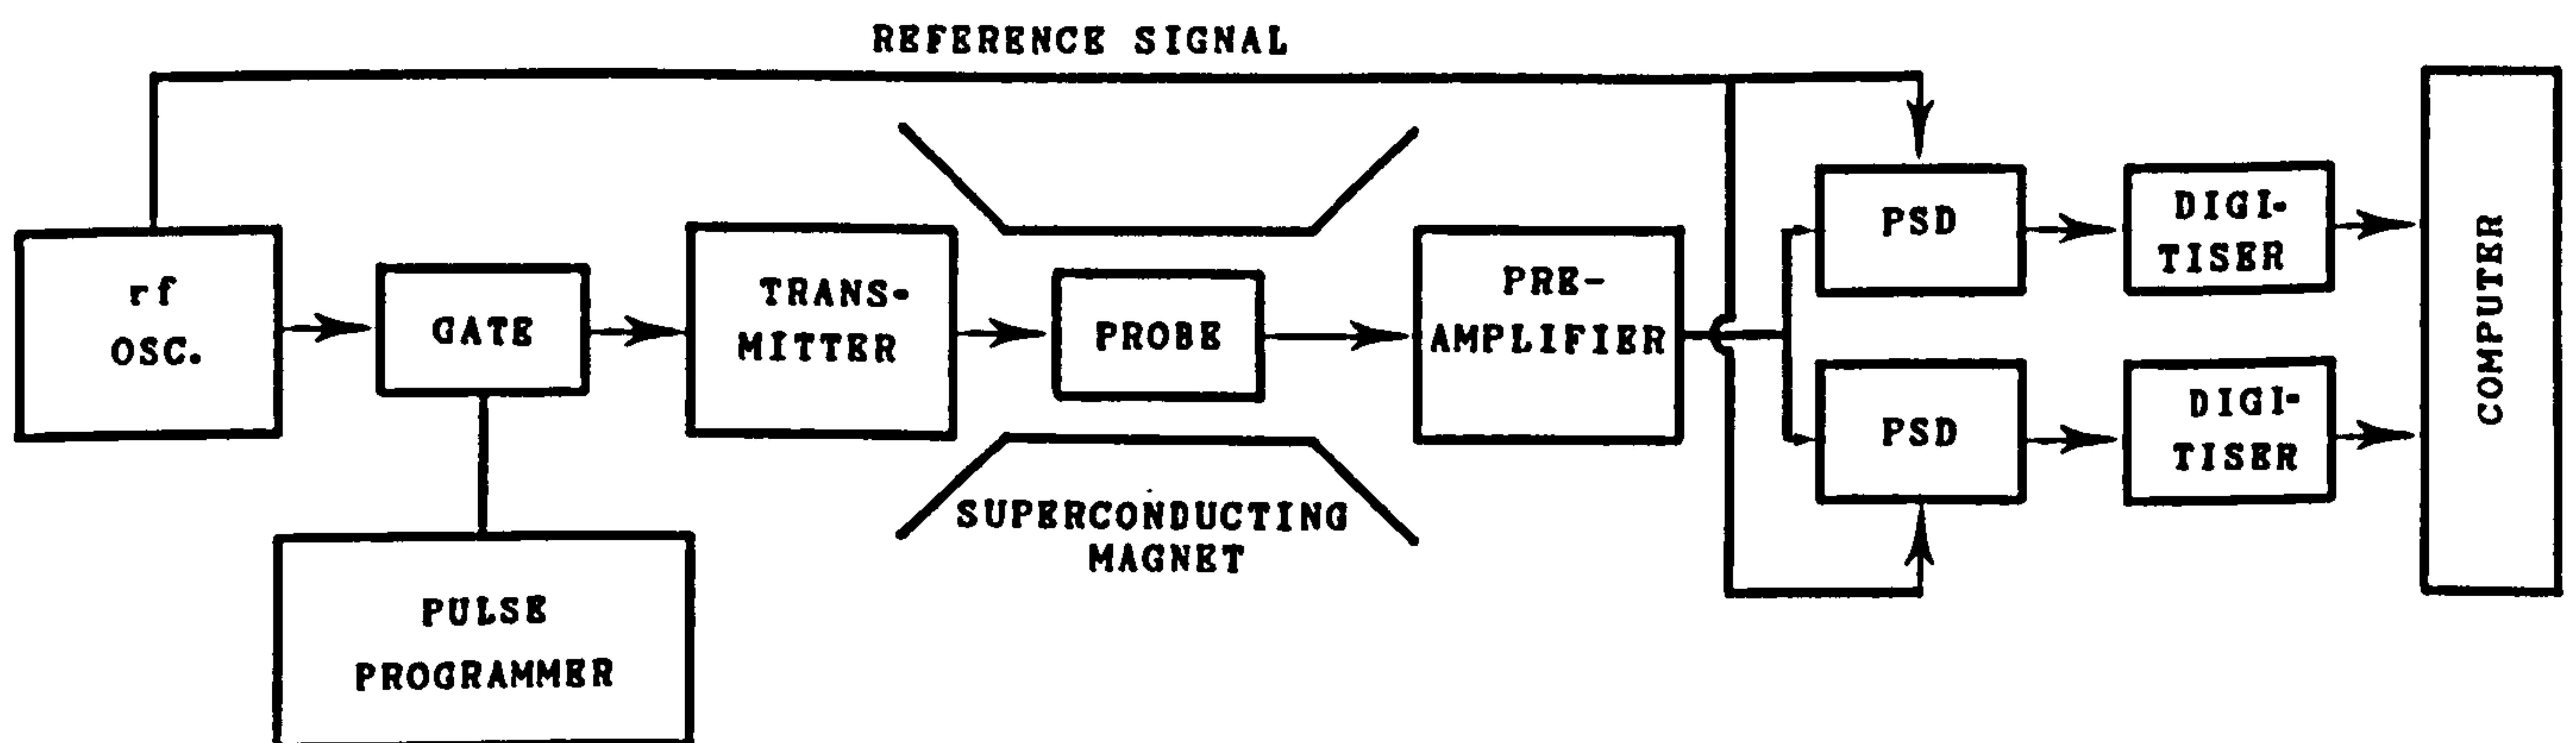 REFERENCE SIGNAL
rf
OSC.
GATE
PULSE
PROGRAMMER
TRANS-
MITTER
PROBE
SUPERCONDUCTING
MAGNET
PRE-
AMPLIFIER
PSD
DIGI-
TISER
PSD
DIGI-
TISER
COMPUTER